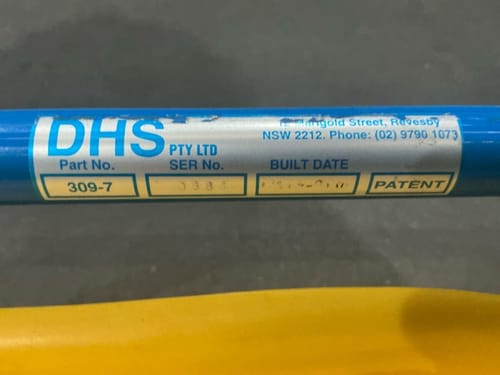 DHS PTY LTD
Street, Revesby
NSW 2212. Phone: (02) 9790 1073
Part No. SER No. BUILT DATE
309-7 PATENT